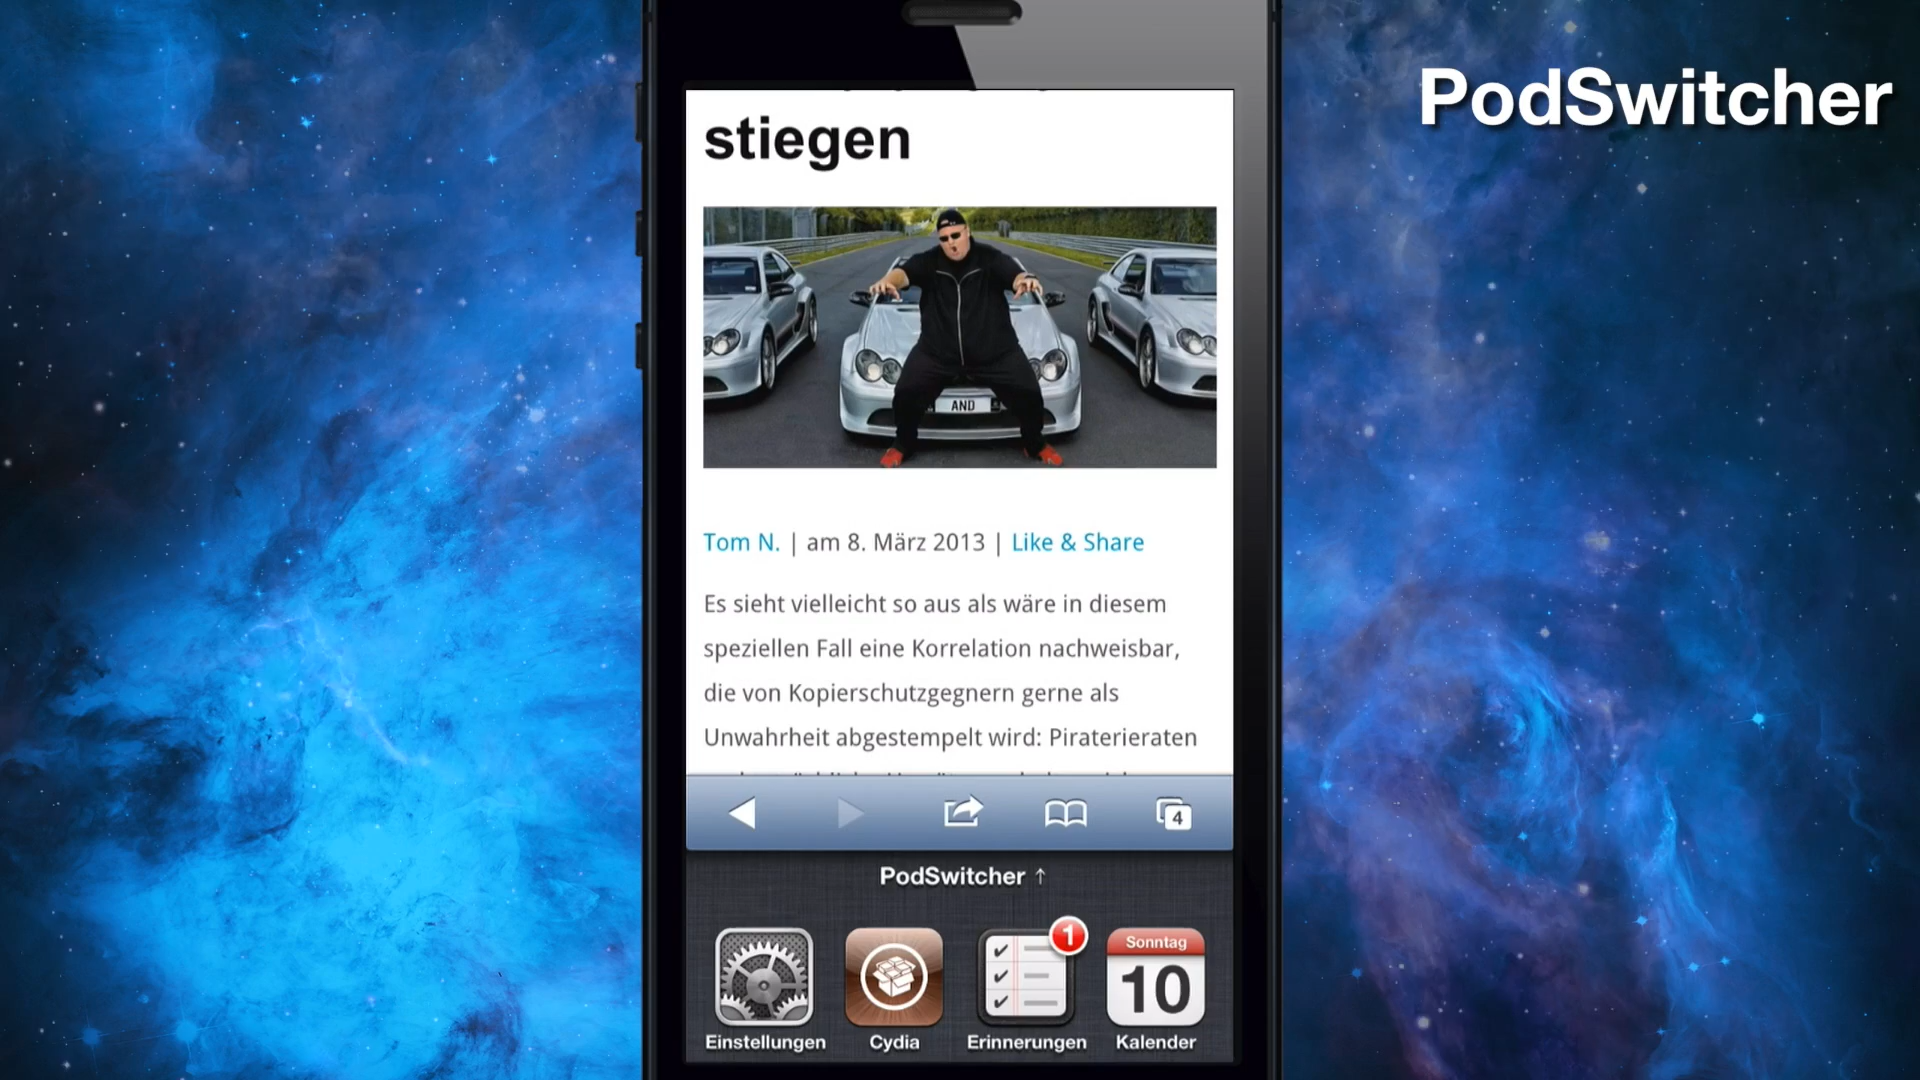 PodSwitcher
stiegen
AND
Tom N. | am 8. März 2013 | Like & Share
Es sieht vielleicht so aus als wäre in diesem
speziellen Fall eine Korrelation nachweisbar,
die von Kopierschutzgegnern gerne als
Unwahrheit abgestempelt wird: Piraterieraten
4
PodSwitcher ↑
1
Sonntag
10
Einstellungen Cydia Erinnerungen Kalender